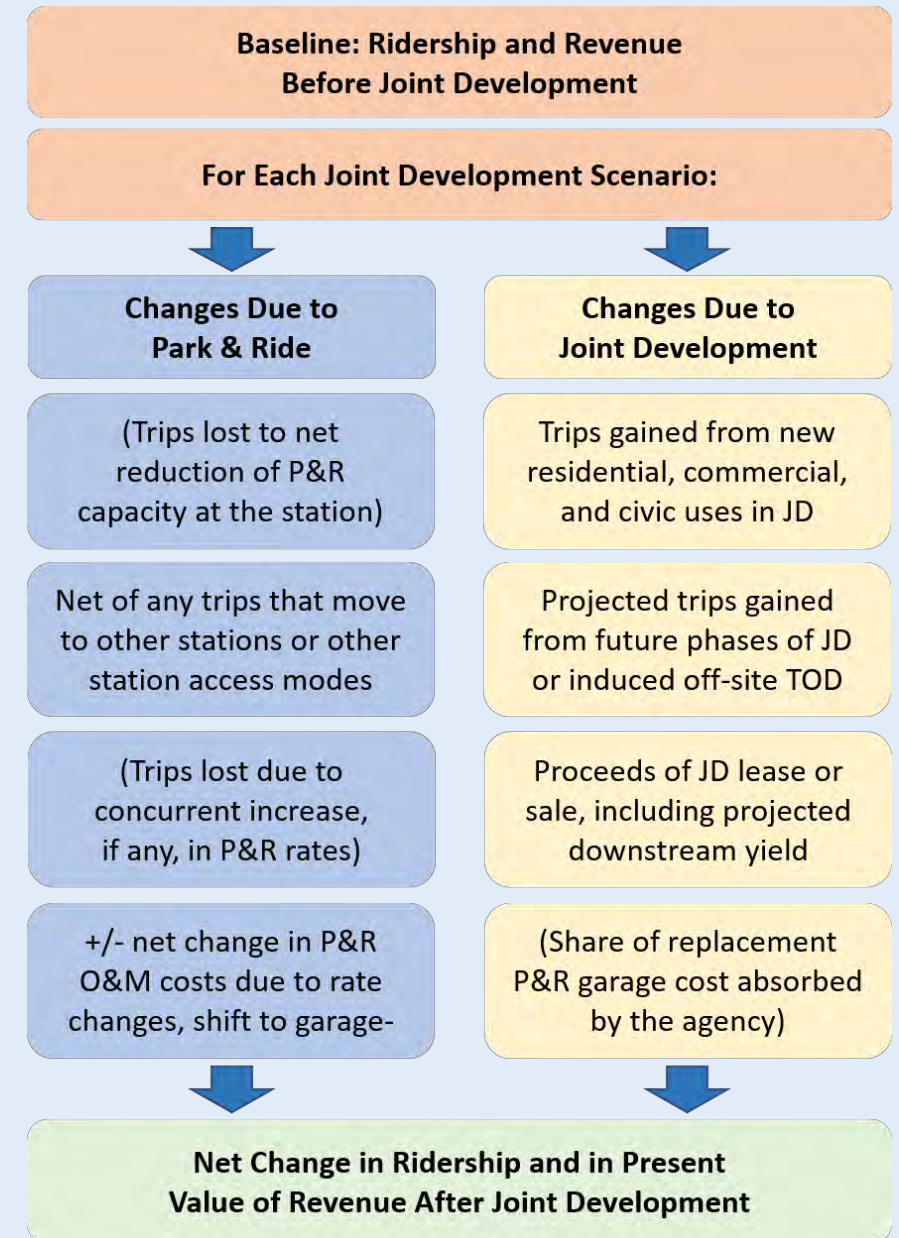 Baseline: Ridership and Revenue
Before Joint Development
For Each Joint Development Scenario:
Changes Due to
Park & Ride
(Trips lost to net
reduction of P&R
capacity at the station)
Net of any trips that move
to other stations or other
station access modes
(Trips lost due to
concurrent increase,
if any, in P&R rates)
+/- net change in P&R
O&M costs due to rate
changes, shift to garage-
Changes Due to
Joint Development
Trips gained from new
residential, commercial,
and civic uses in JD
Projected trips gained
from future phases of JD
or induced off-site TOD
Proceeds of JD lease or
sale, including projected
downstream yield
(Share of replacement
P&R garage cost absorbed
by the agency)
Net Change in Ridership and in Present
Value of Revenue After Joint Development